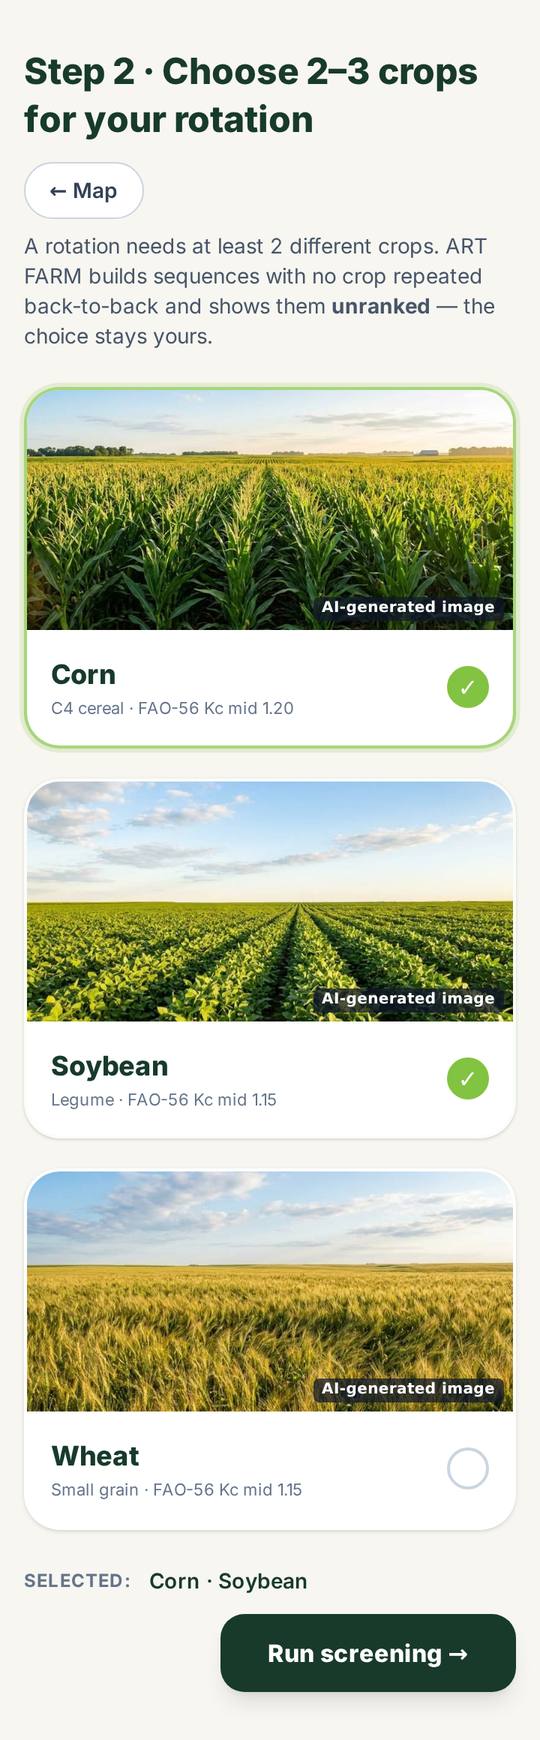 Step 2 · Choose 2–3 crops
for your rotation
← Map
A rotation needs at least 2 different crops. ART
FARM builds sequences with no crop repeated
back-to-back and shows them unranked — the
choice stays yours.
AI-generated image
Corn
C4 cereal · FAO-56 Kc mid 1.20
✓
AI-generated image
Soybean
Legume · FAO-56 Kc mid 1.15
✓
AI-generated image
Wheat
Small grain · FAO-56 Kc mid 1.15
SELECTED: Corn · Soybean
Run screening →